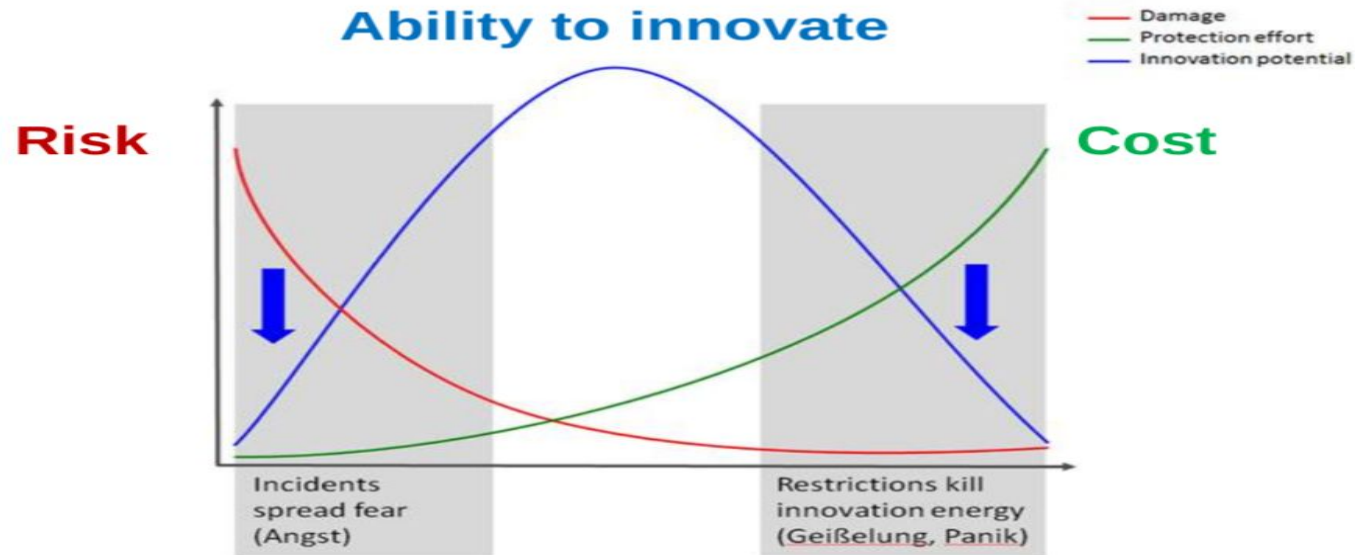 Ability to innovate
Damage
Protection effort
Innovation potential
Risk
Cost
Incidents
spread fear
(Angst)
Restrictions kill
innovation energy
(Geißelung, Panik)